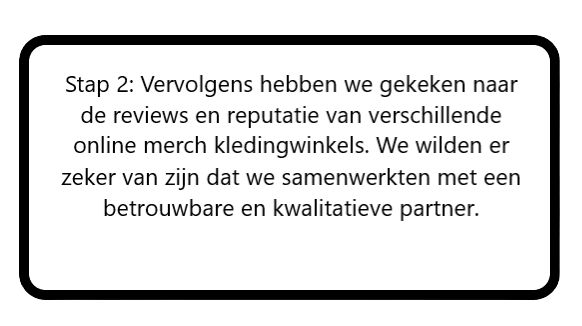 Stap 2: Vervolgens hebben we gekeken naar
de reviews en reputatie van verschillende
online merch kledingwinkels. We wilden er
zeker van zijn dat we samenwerkten met een
betrouwbare en kwalitatieve partner.